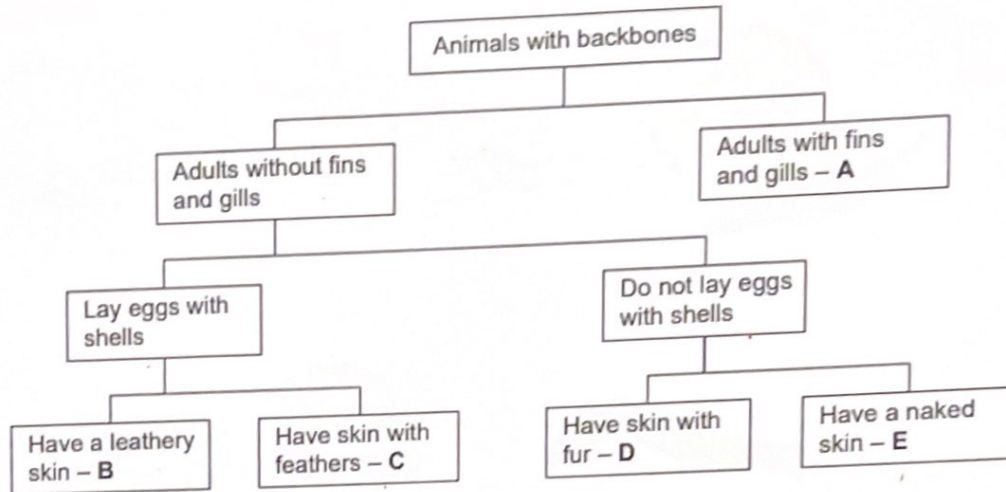 Animals with backbones
Adults without fins
and gills
Adults with fins
and gills – A
Lay eggs with
shells
Do not lay eggs
with shells
Have a leathery
skin – B
Have skin with
feathers – C
Have skin with
fur – D
Have a naked
skin – E